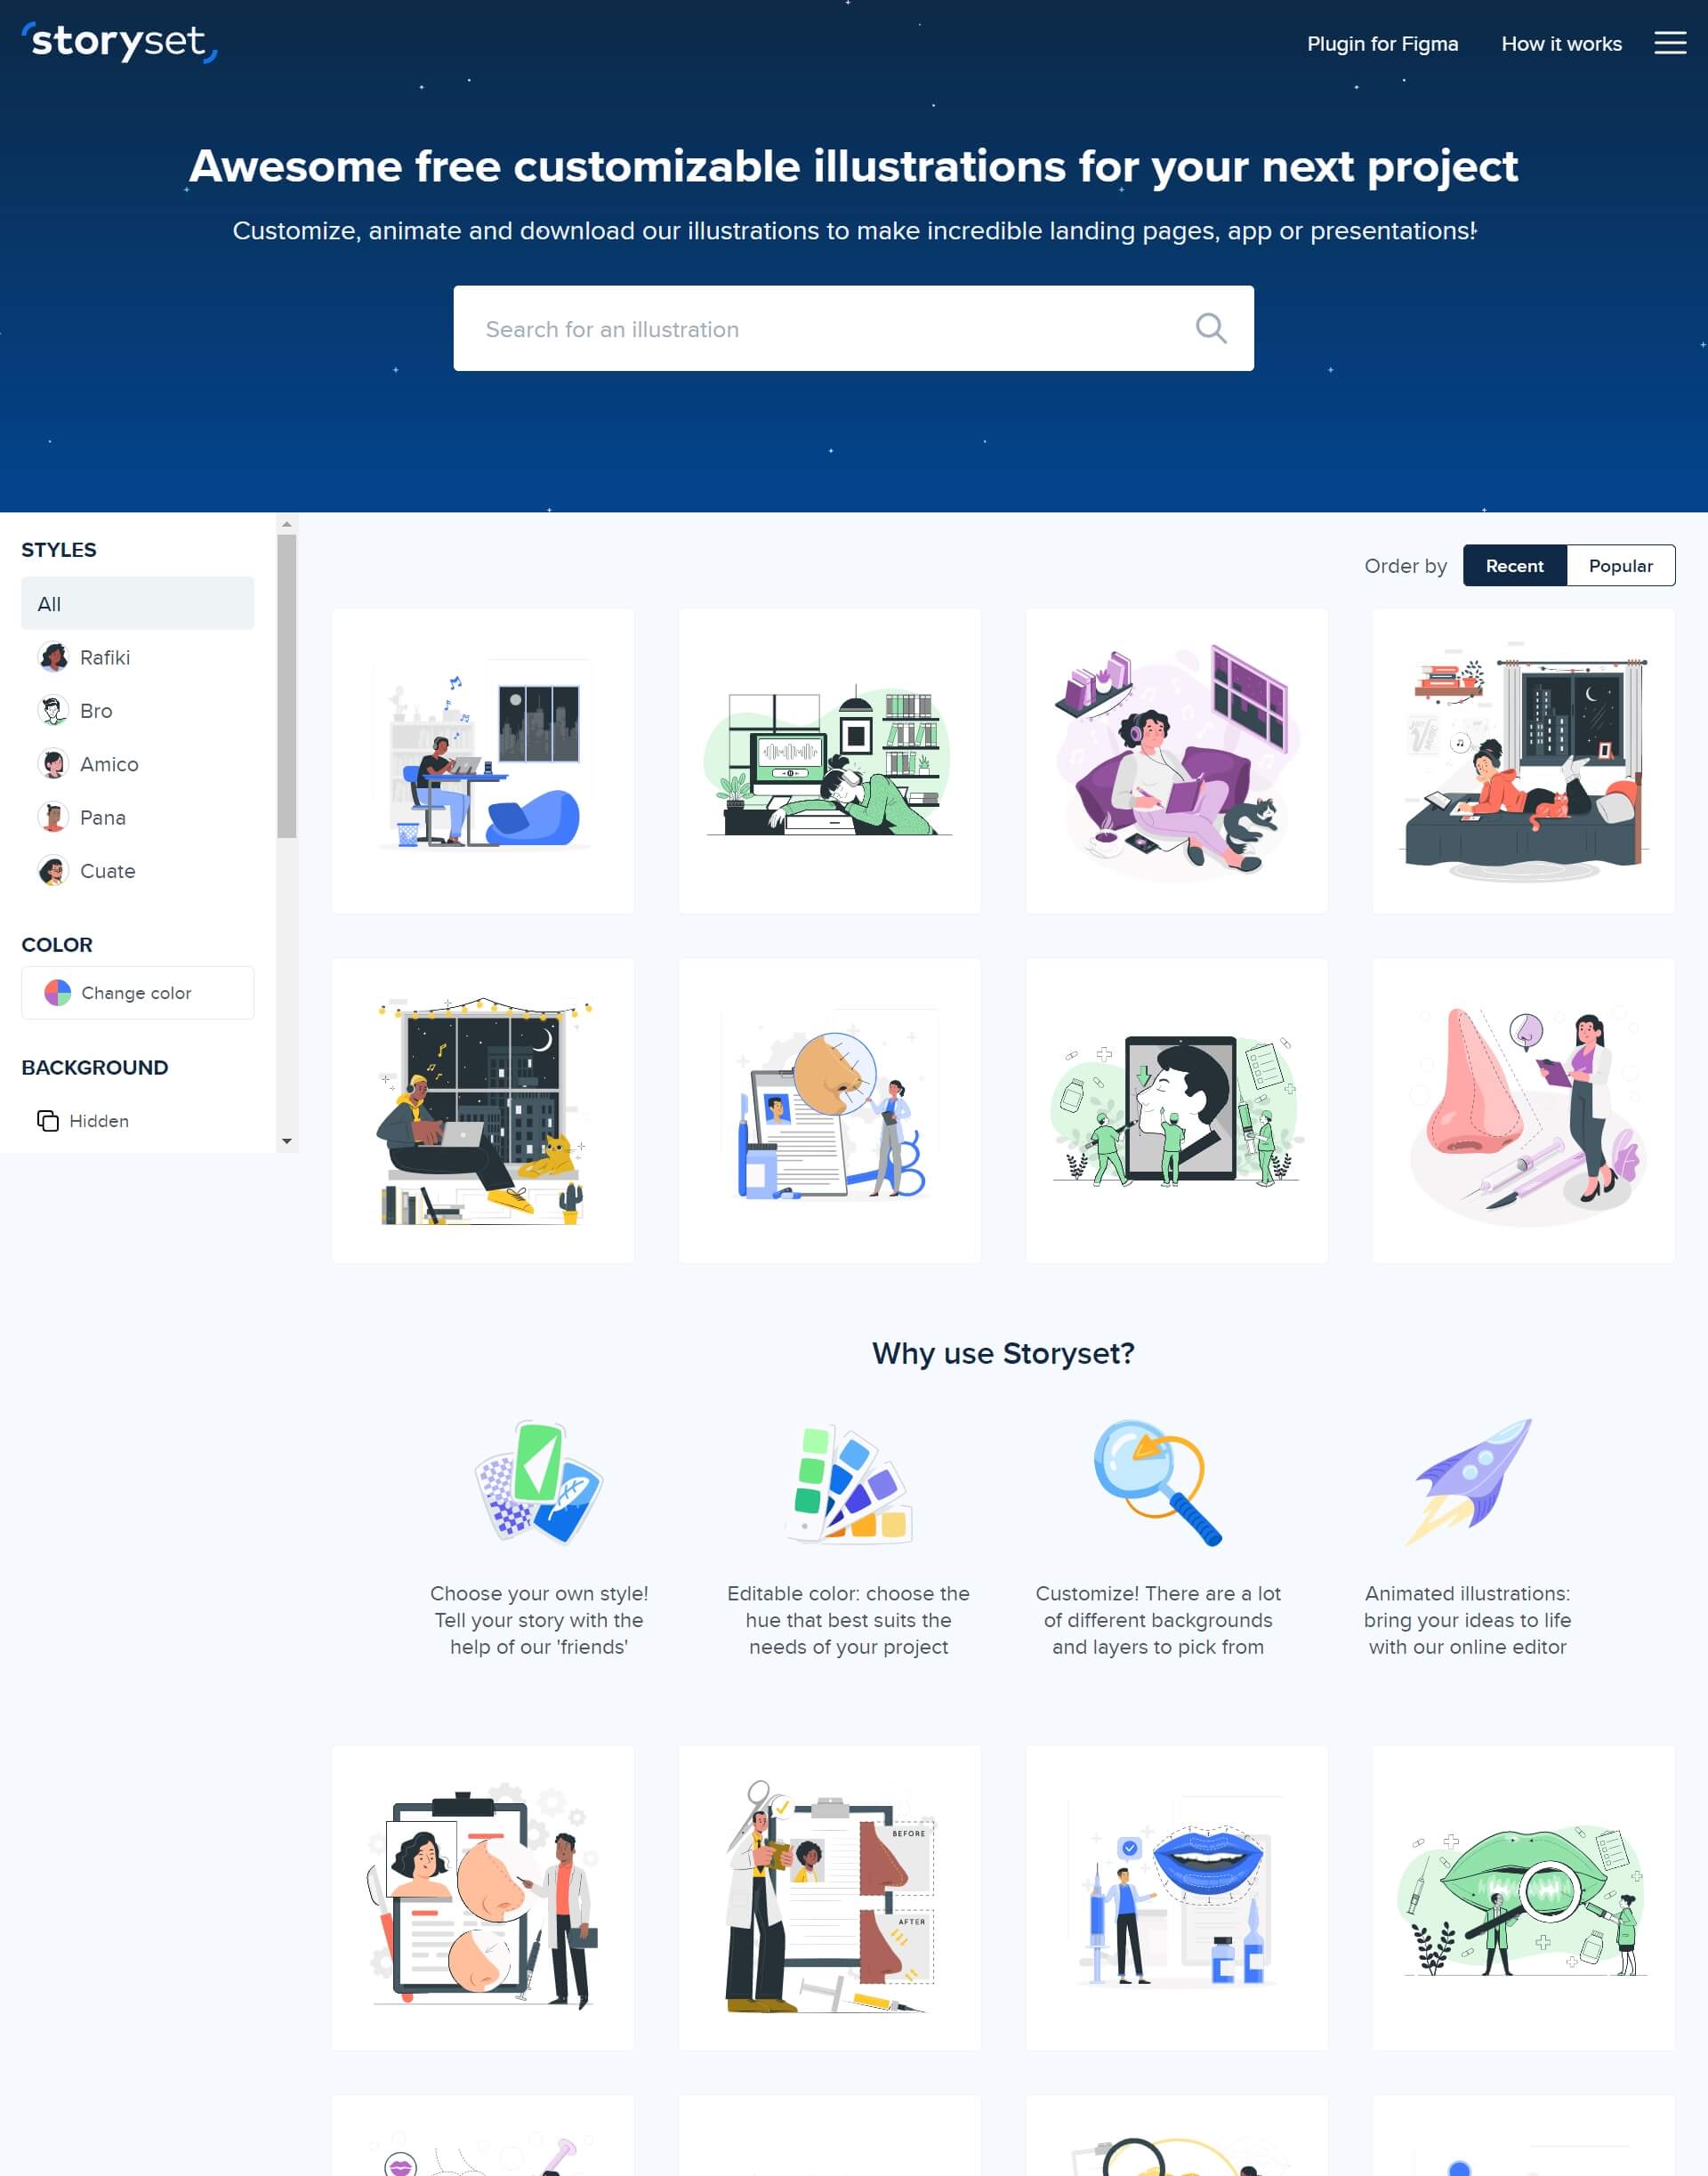 storyset
Plugin for Figma
How it works
Awesome free customizable illustrations for your next project
Customize, animate and download our illustrations to make incredible landing pages, app or presentations!
Search for an illustration
STYLES
All
Rafiki
Bro
Amico
Pana
Cuate
COLOR
Change color
BACKGROUND
Hidden
Order by
Recent
Popular
Why use Storyset?
Choose your own style!
Tell your story with the
help of our 'friends'
Editable color: choose the
hue that best suits the
needs of your project
Customize! There are a lot
of different backgrounds
and layers to pick from
Animated illustrations:
bring your ideas to life
with our online editor
BEFORE
AFTER